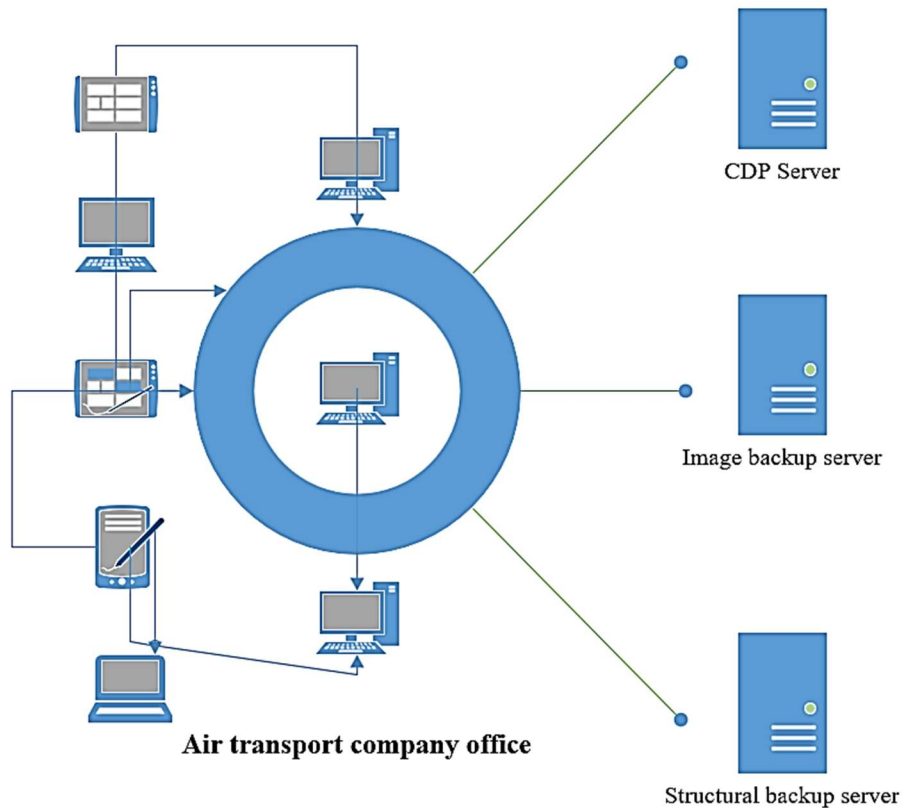 CDP Server
Image backup server
Air transport company office
Structural backup server